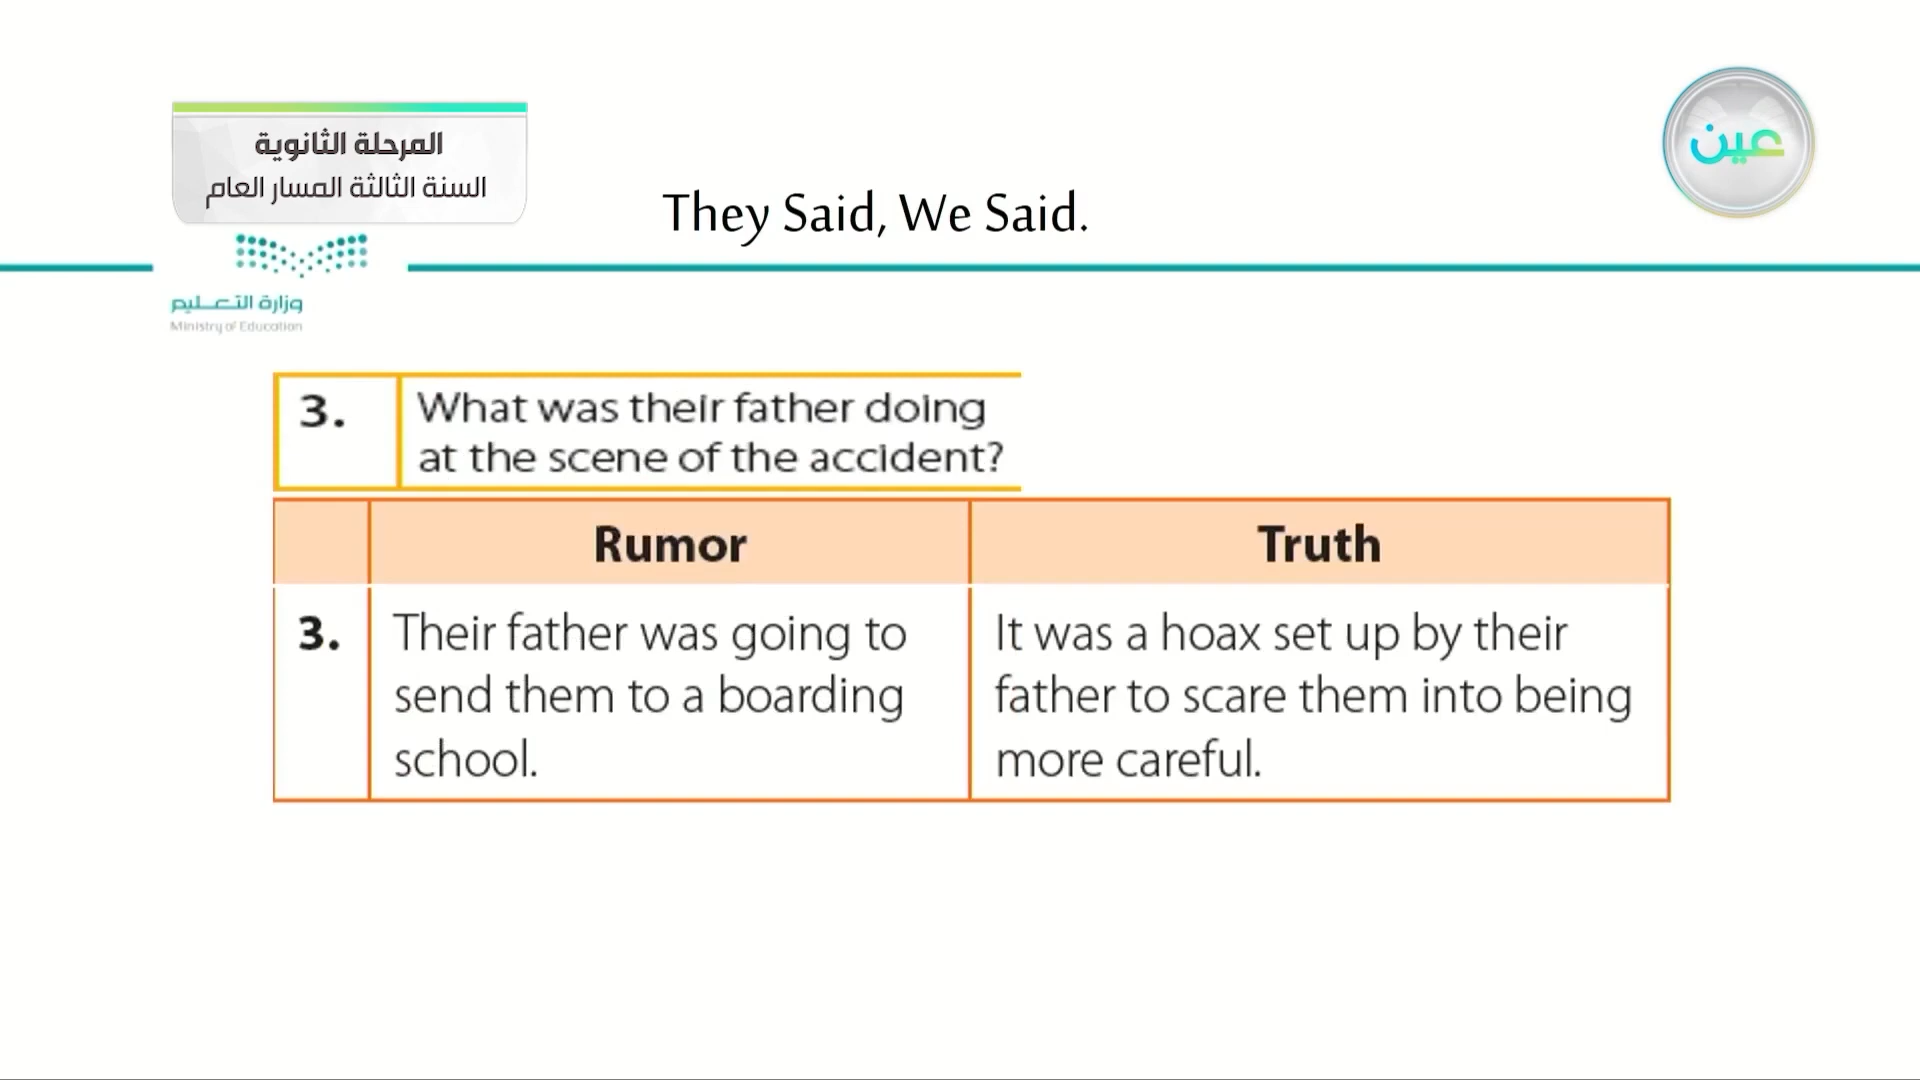 المرحلة الثانوية
السنة الثالثة المسار العام
عين
They Said, We Said.
وزارة التعليم
Ministry of Education
3. What was their father doing
at the scene of the accident?
Rumor Truth
3. Their father was going to
send them to a boarding
school.
It was a hoax set up by their
father to scare them into being
more careful.